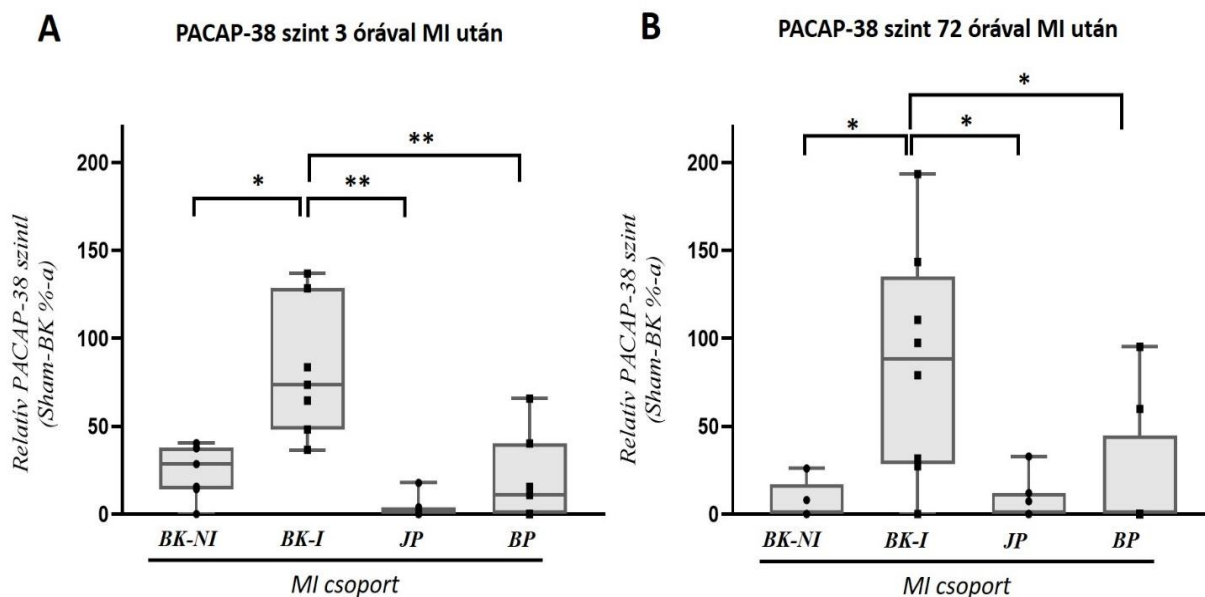 A
PACAP-38 szint 3 órával MI után
Relatív PACAP-38 szintl
(Sham-BK %-a)
200
150
100
50
0
*
**
**
BK-NI BK-I JP BP
MI csoport
B
PACAP-38 szint 72 órával MI után
Relatív PACAP-38 szint
(Sham-BK %-a)
200
150
100
50
0
*
*
*
BK-NI BK-I JP BP
MI csoport